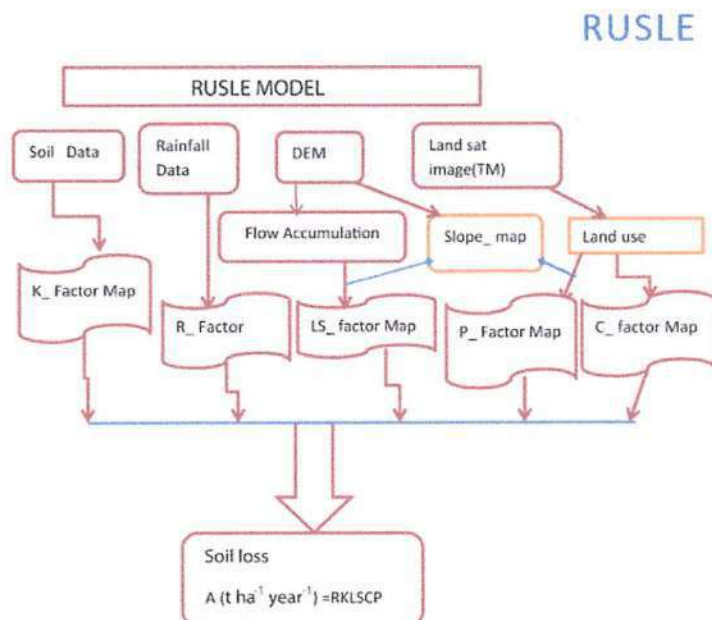 RUSLE
RUSLE MODEL
Soil Data
Rainfall
Data
DEM
Land sat
image(TM)
Flow Accumulation
Slope_ map
Land use
K_ Factor Map
R_ Factor
LS_ factor Map
P_ Factor Map
C_ factor Map
Soil loss
A (t ha⁻¹ year⁻¹) =RKLSCP